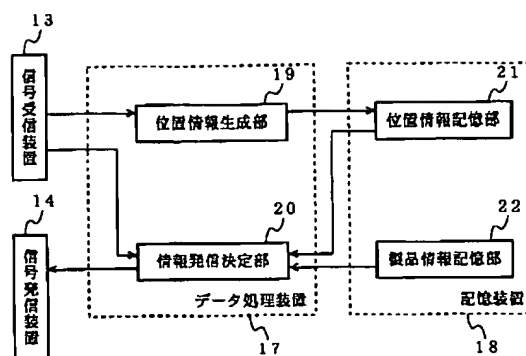 13
信号受信装置
19
位置情報生成部
21
位置情報記憶部
14
信号発信装置
20
情報発信決定部
22
製品情報記憶部
データ処理装置
17
記憶装置
18